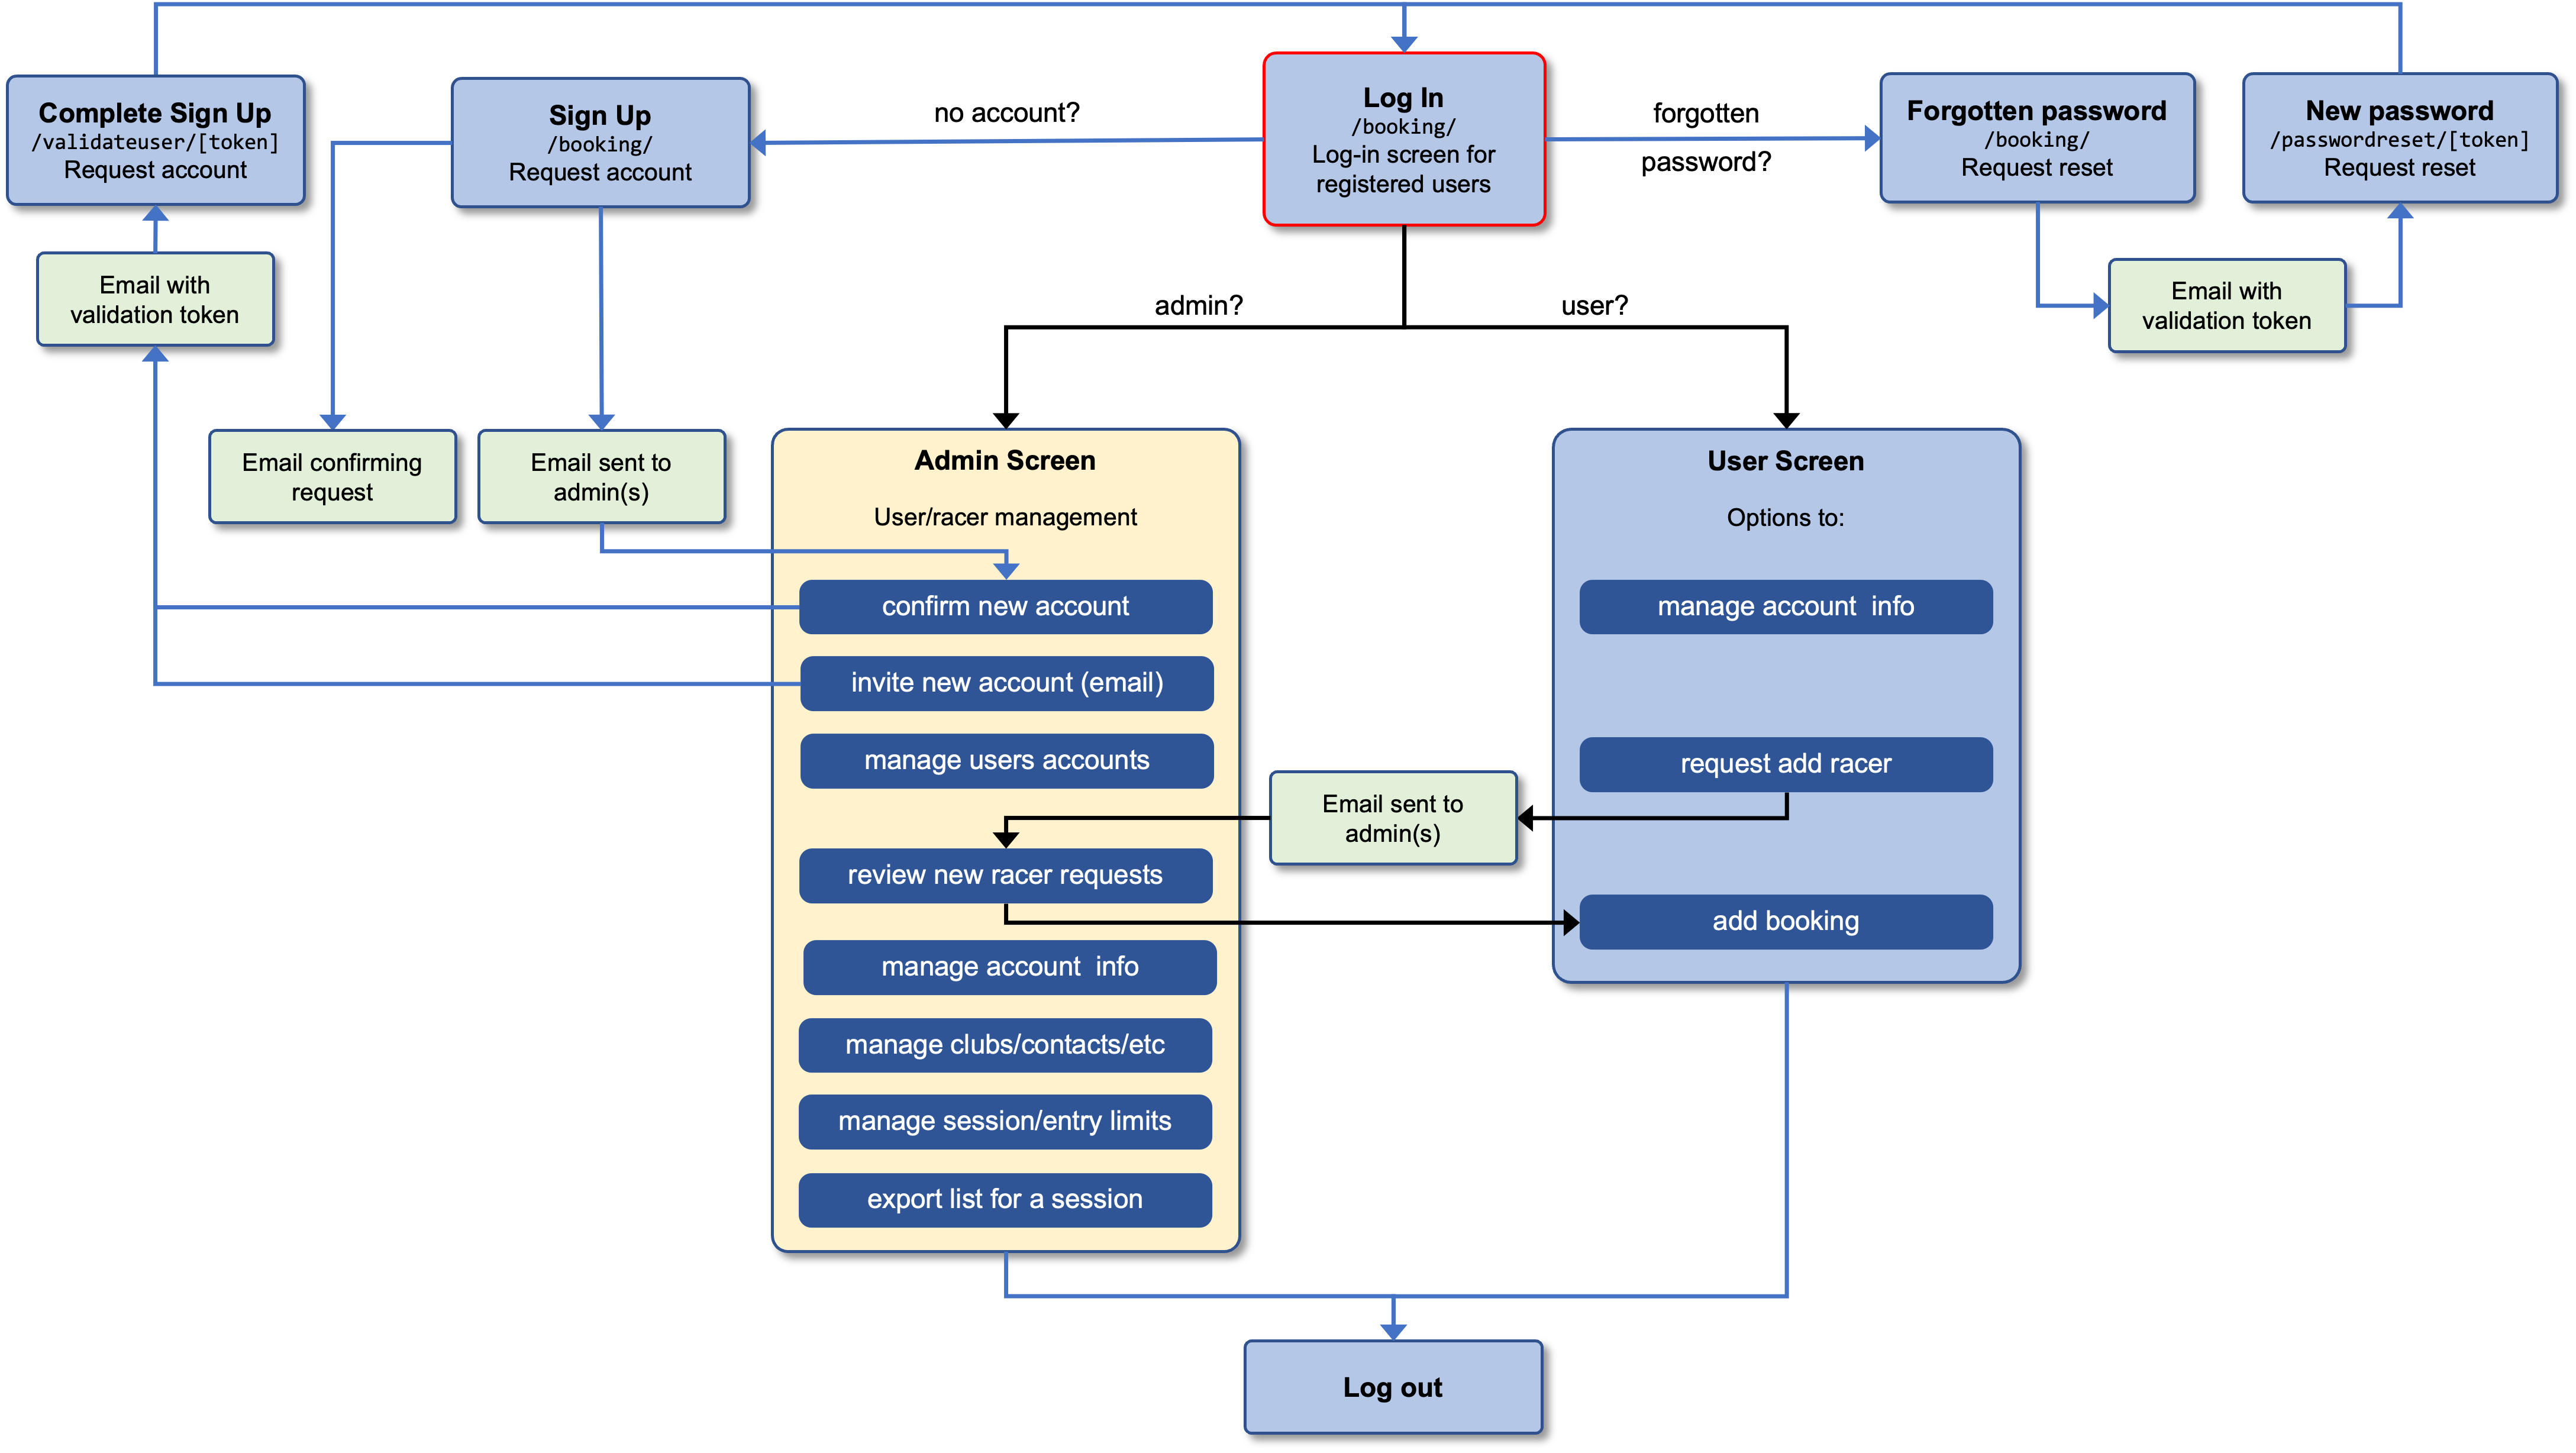 Complete Sign Up
/validateuser/[token]
Request account
Sign Up
/booking/
Request account
no account?
Log In
/booking/
Log-in screen for
registered users
forgotten
password?
Forgotten password
/booking/
Request reset
New password
/passwordreset/[token]
Request reset
Email with
validation token
admin?
user?
Email with
validation token
Email confirming
request
Email sent to
admin(s)
Admin Screen
User/racer management
confirm new account
invite new account (email)
manage users accounts
review new racer requests
manage account  info
manage clubs/contacts/etc
manage session/entry limits
export list for a session
Email sent to
admin(s)
User Screen
Options to:
manage account  info
request add racer
add booking
Log out